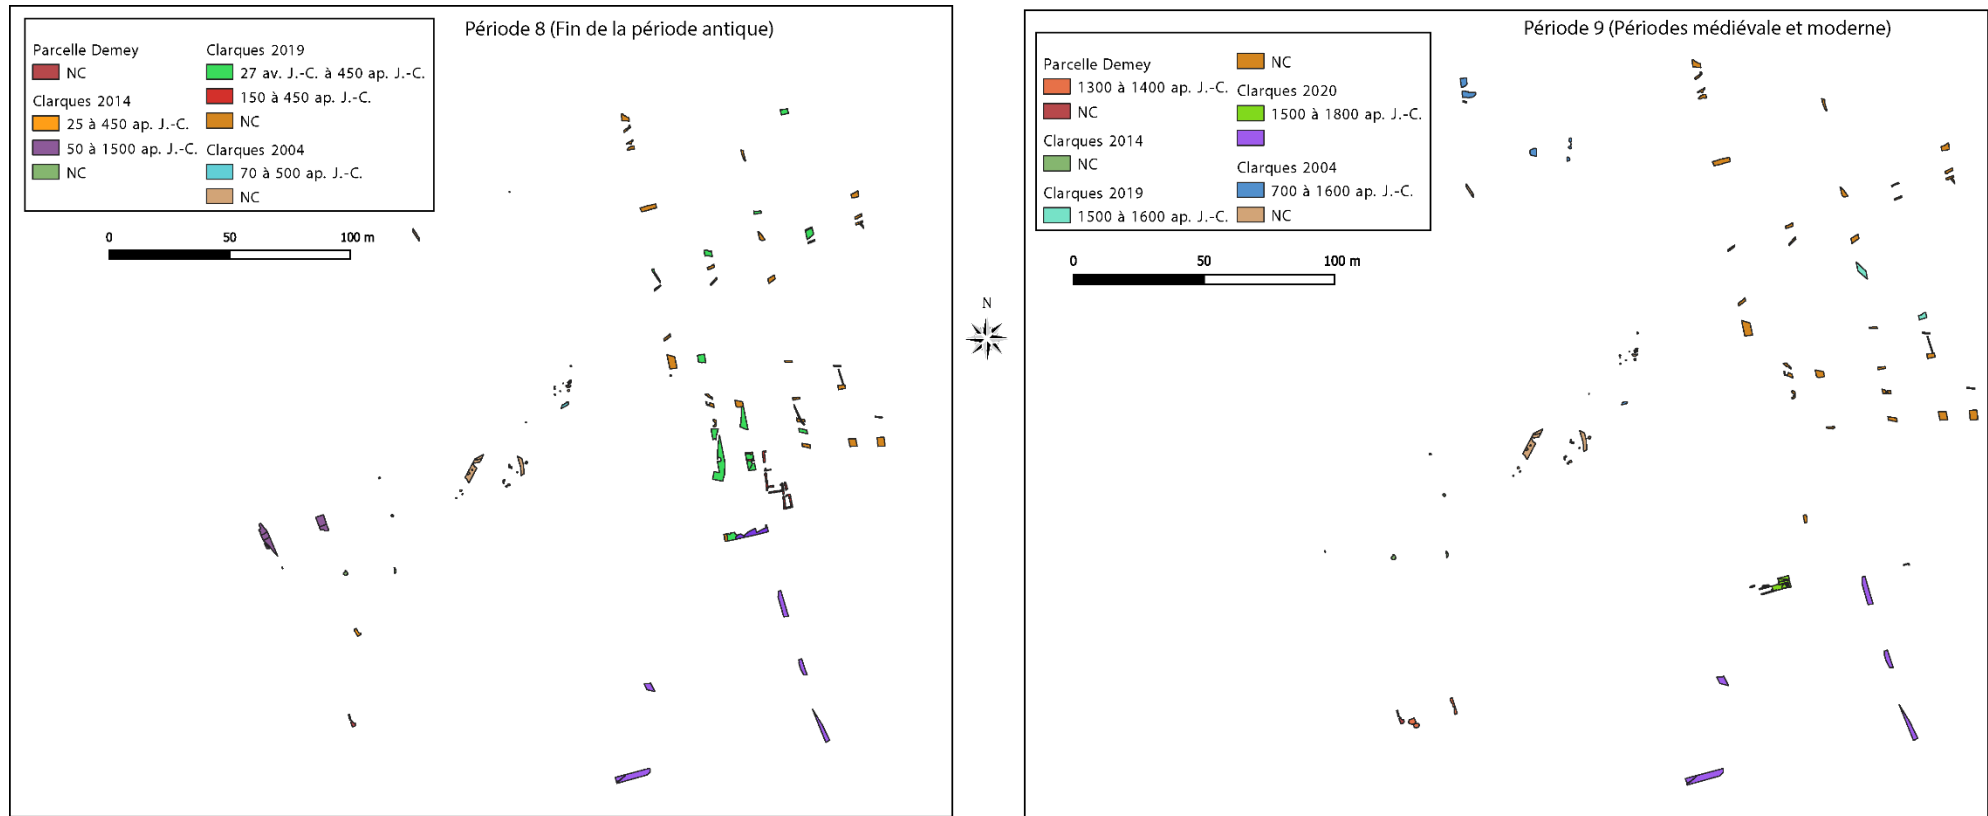 Période 8 (Fin de la période antique)
Parcelle Demey
NC
Clarques 2014
25 à 450 ap. J.-C.
50 à 1500 ap. J.-C.
NC
Clarques 2019
27 av. J.-C. à 450 ap. J.-C.
150 à 450 ap. J.-C.
NC
Clarques 2004
70 à 500 ap. J.-C.
NC
0 50 100 m
N
Période 9 (Périodes médiévale et moderne)
Parcelle Demey
1300 à 1400 ap. J.-C.
NC
Clarques 2014
NC
Clarques 2019
1500 à 1600 ap. J.-C.
NC
Clarques 2020
1500 à 1800 ap. J.-C.
Clarques 2004
700 à 1600 ap. J.-C.
NC
0 50 100 m